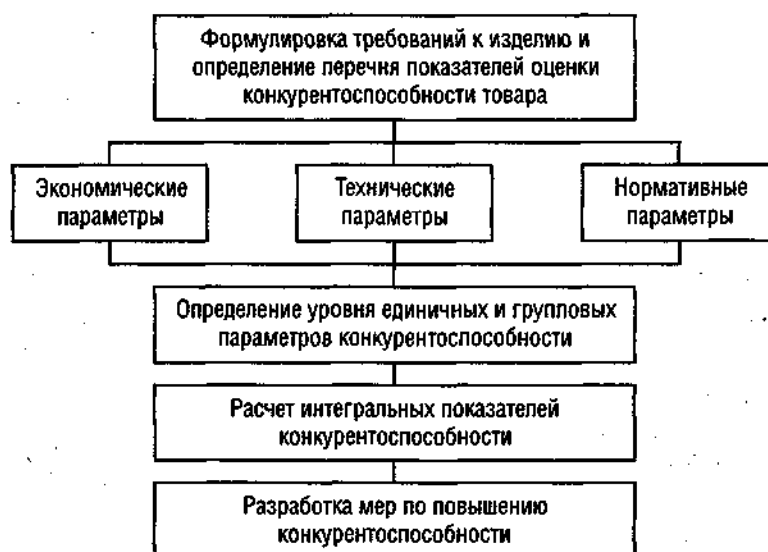 Формулировка требований к изделию и
определение перечня показателей оценки
конкурентоспособности товара
Экономические
параметры
Технические
параметры
Нормативные
параметры
Определение уровня единичных и групповых
параметров конкурентоспособности
Расчет интегральных показателей
конкурентоспособности
Разработка мер по повышению
конкурентоспособности